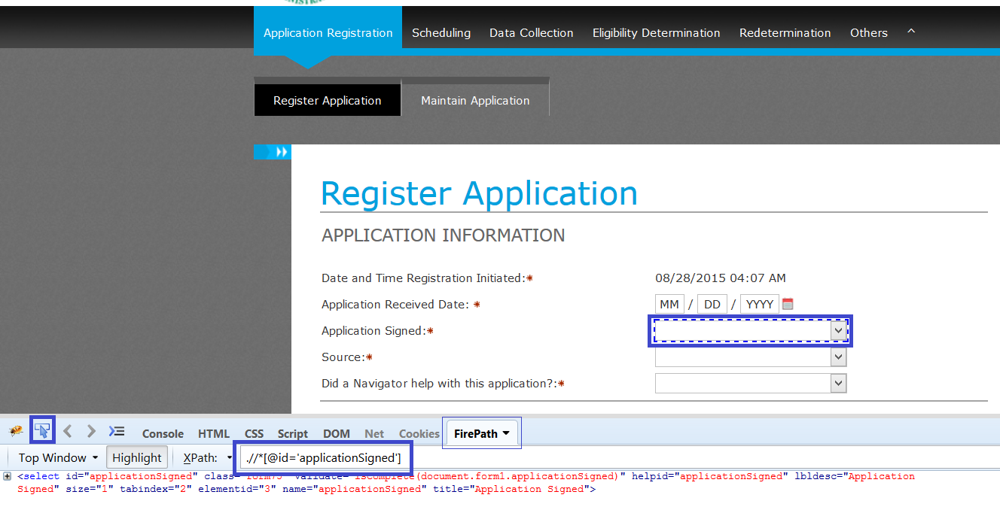 Application Registration Scheduling Data Collection Eligibility Determination Redetermination Others
Register Application Maintain Application
Register Application
APPLICATION INFORMATION
Date and Time Registration Initiated:* 08/28/2015 04:07 AM
Application Received Date: * MM / DD / YYYY
Application Signed:*
Source:*
Did a Navigator help with this application?:*
Console HTML CSS Script DOM Net Cookies FirePath
Top Window Highlight XPath: .//*[@id='applicationSigned']
<select id="applicationSigned" class="form75" validate="isComplete(document.form1.applicationSigned)" helpid="applicationSigned" lbldesc="Application
Signed" size="1" tabindex="2" elementid="3" name="applicationSigned" title="Application Signed">